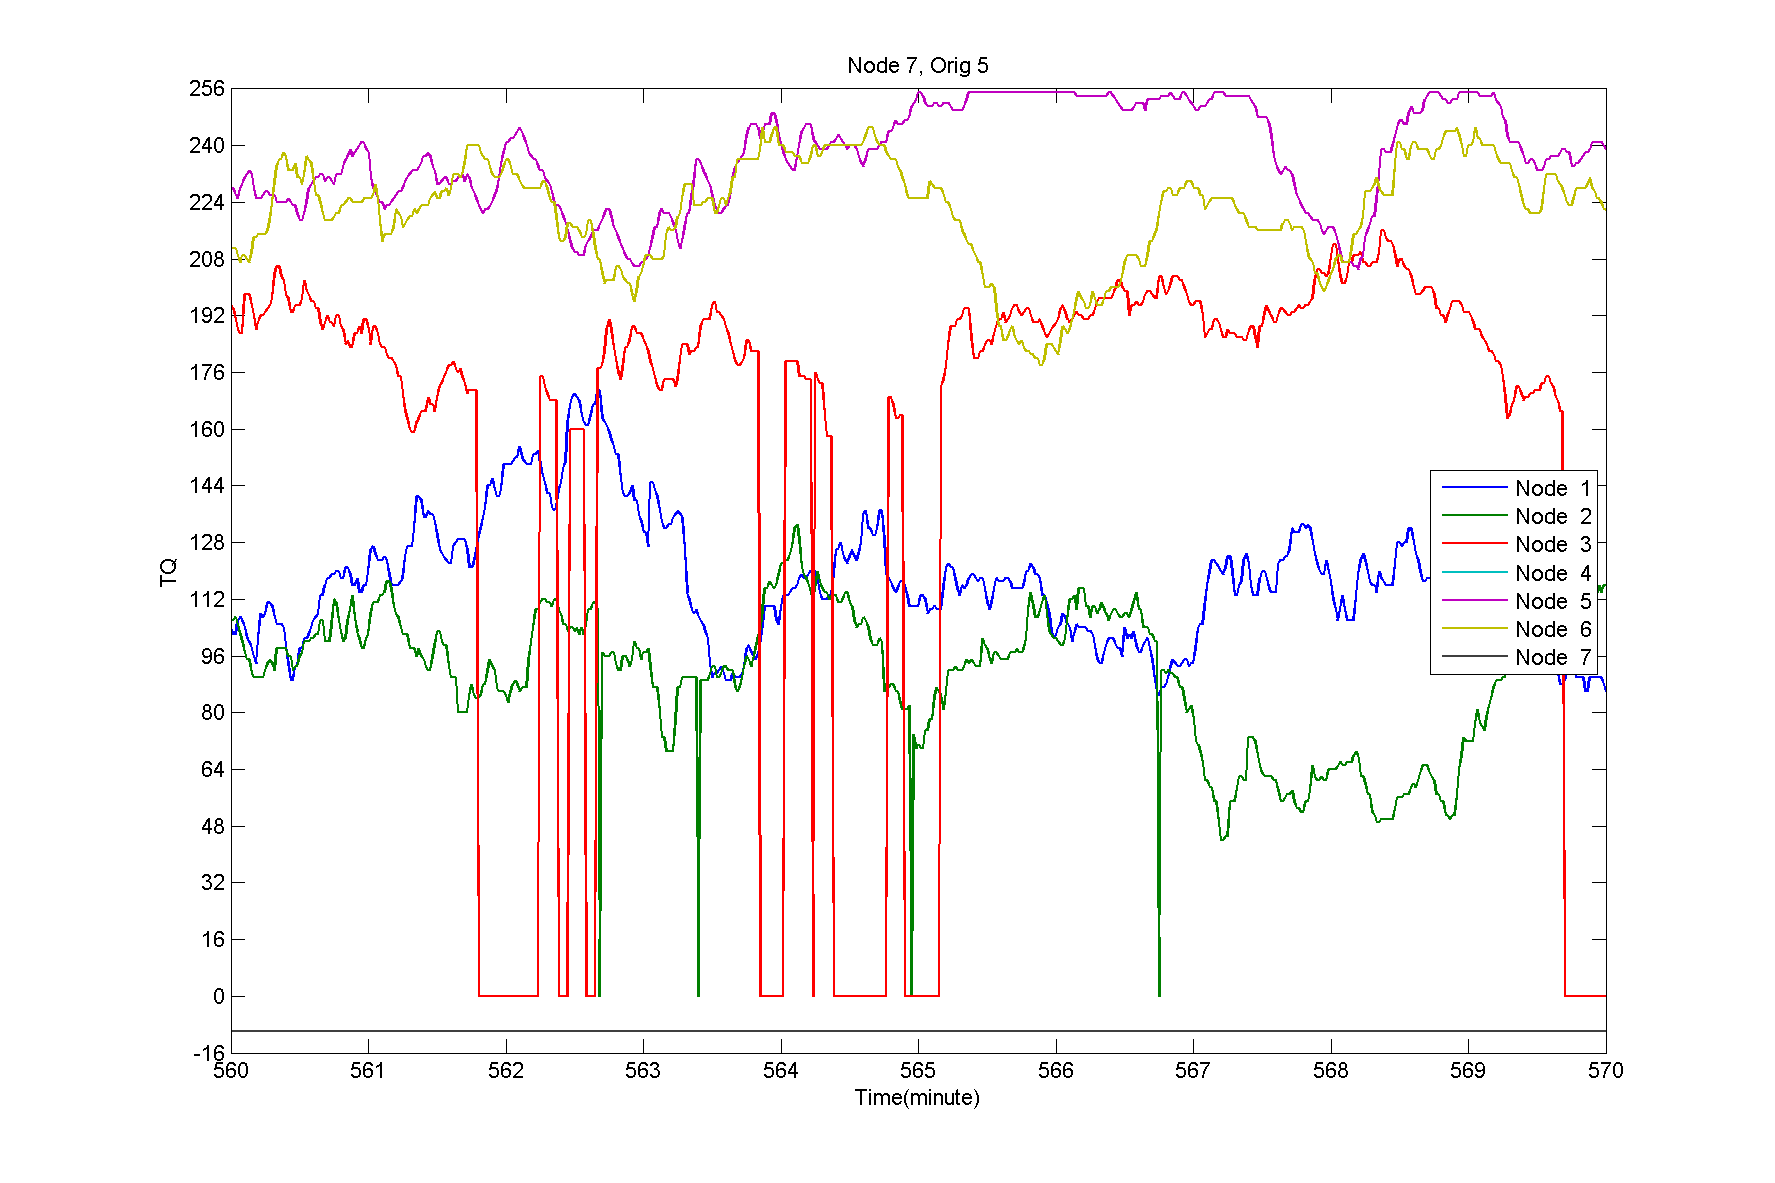 Node 7, Orig 5
256
240
224
208
192
176
160
144
128
112
96
80
64
48
32
16
0
-16
TQ
Node 1
Node 2
Node 3
Node 4
Node 5
Node 6
Node 7
560 561 562 563 564 565 566 567 568 569 570
Time(minute)